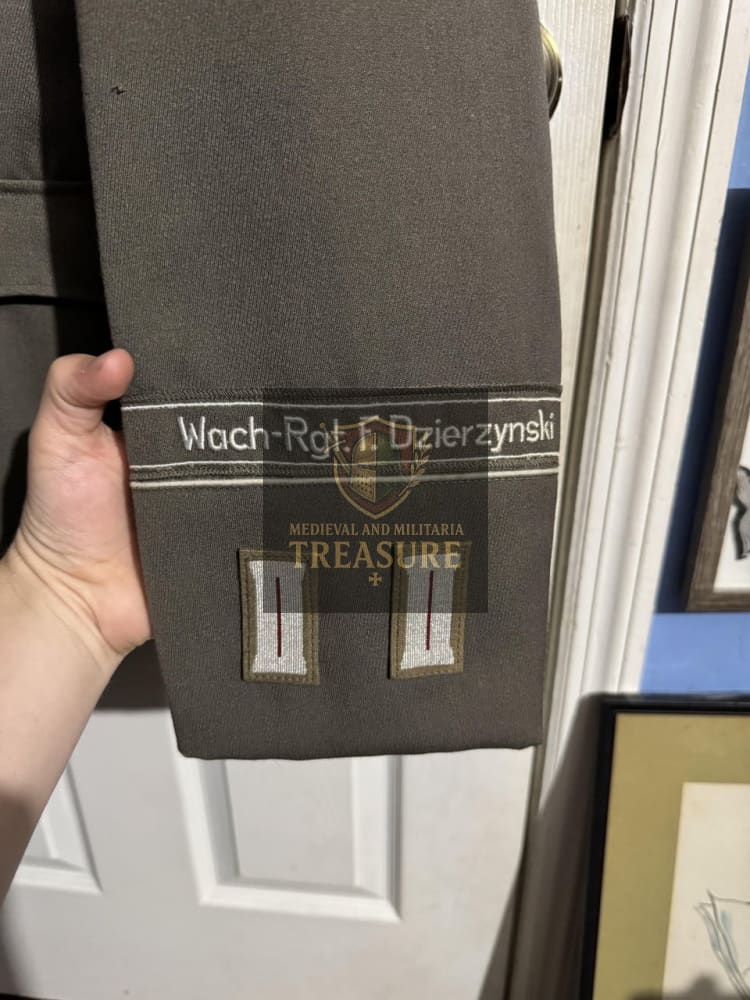 Wach-Rgt. F. Dzierzynski
MEDIEVAL AND MILITARIA
TREASURE